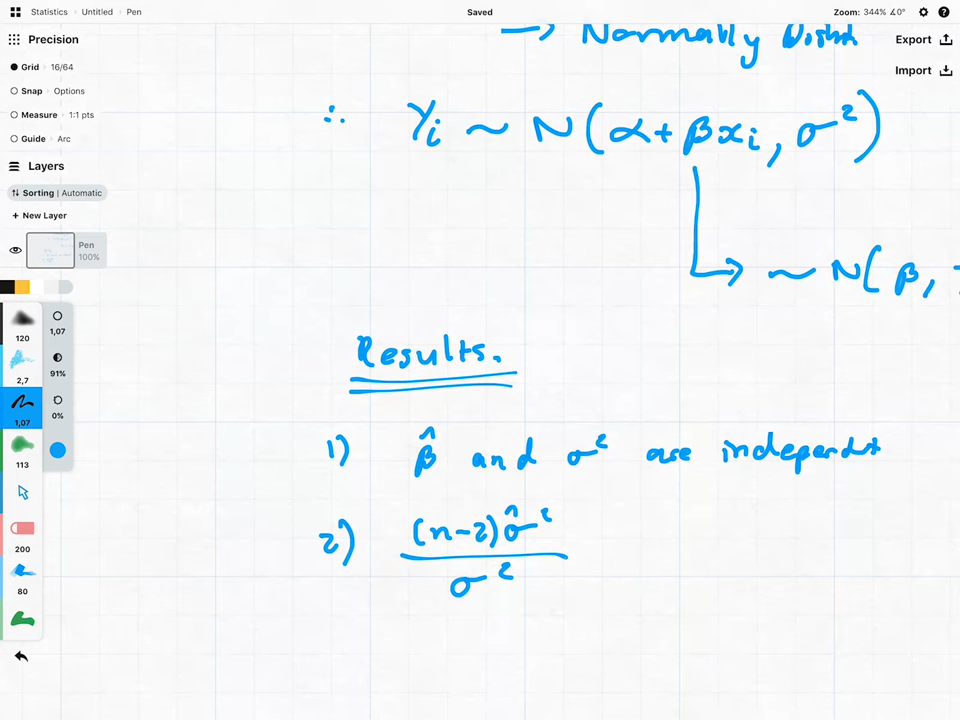 Statistics > Untitled > Pen
Saved
Zoom: 344% ∡0°
Precision
Export
Grid 16/64
Import
Snap Options
Measure 1:1 pts
Guide Arc
Layers
Sorting | Automatic
+ New Layer
Pen
100%
120
1,07
2,7
91%
1,07
0%
113
200
80
→ Normally Distn
∴ Yi ~ N(α+βxi, σ²)
↳ ~ N(β,
Results.
1) β̂ and σ² are independt
2) (n-2)σ̂²
σ²